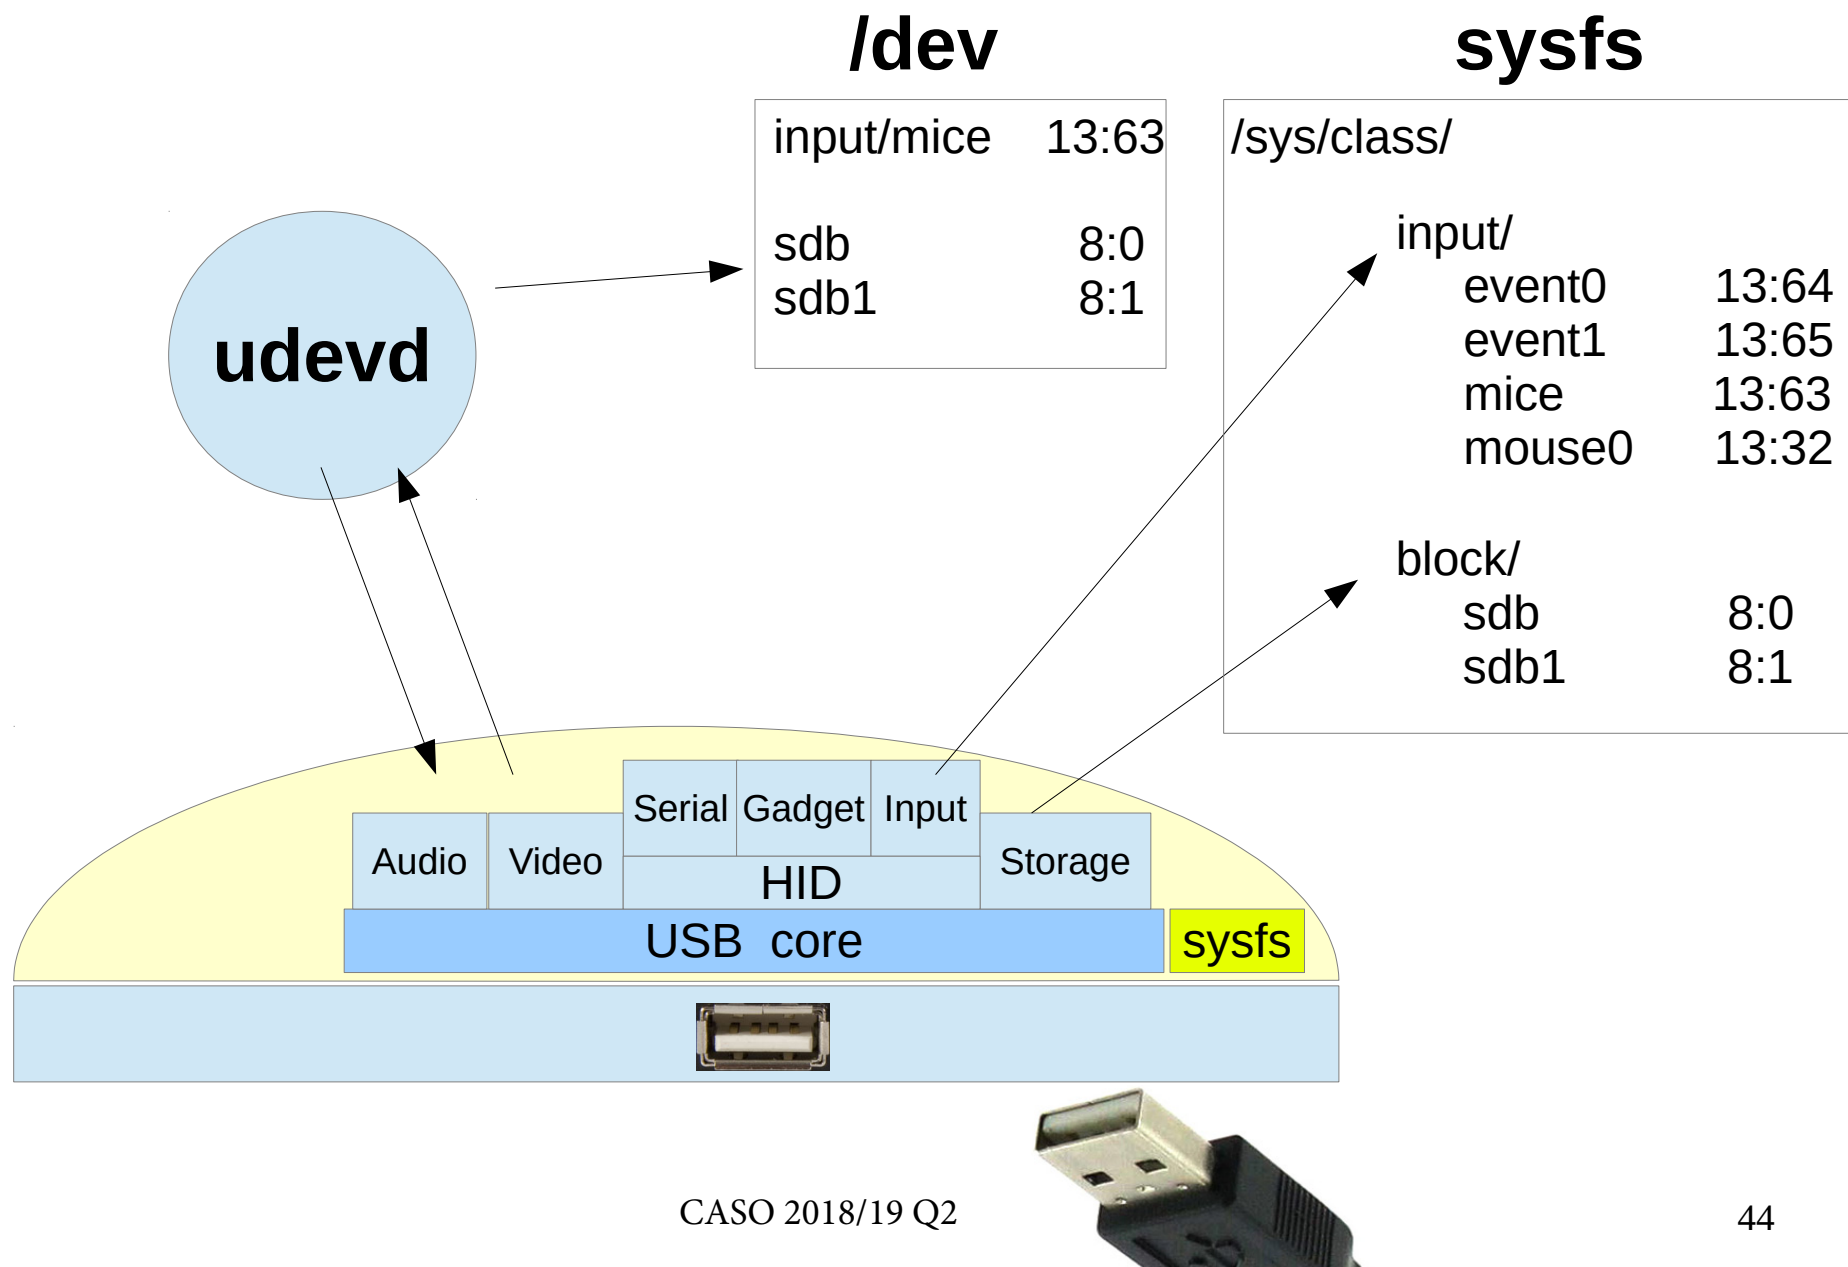 /dev
sysfs
input/mice 13:63
sdb 8:0
sdb1 8:1
/sys/class/
input/
event0 13:64
event1 13:65
mice 13:63
mouse0 13:32
block/
sdb 8:0
sdb1 8:1
udevd
Serial Gadget Input
Audio Video HID Storage
USB core sysfs
CASO 2018/19 Q2
44